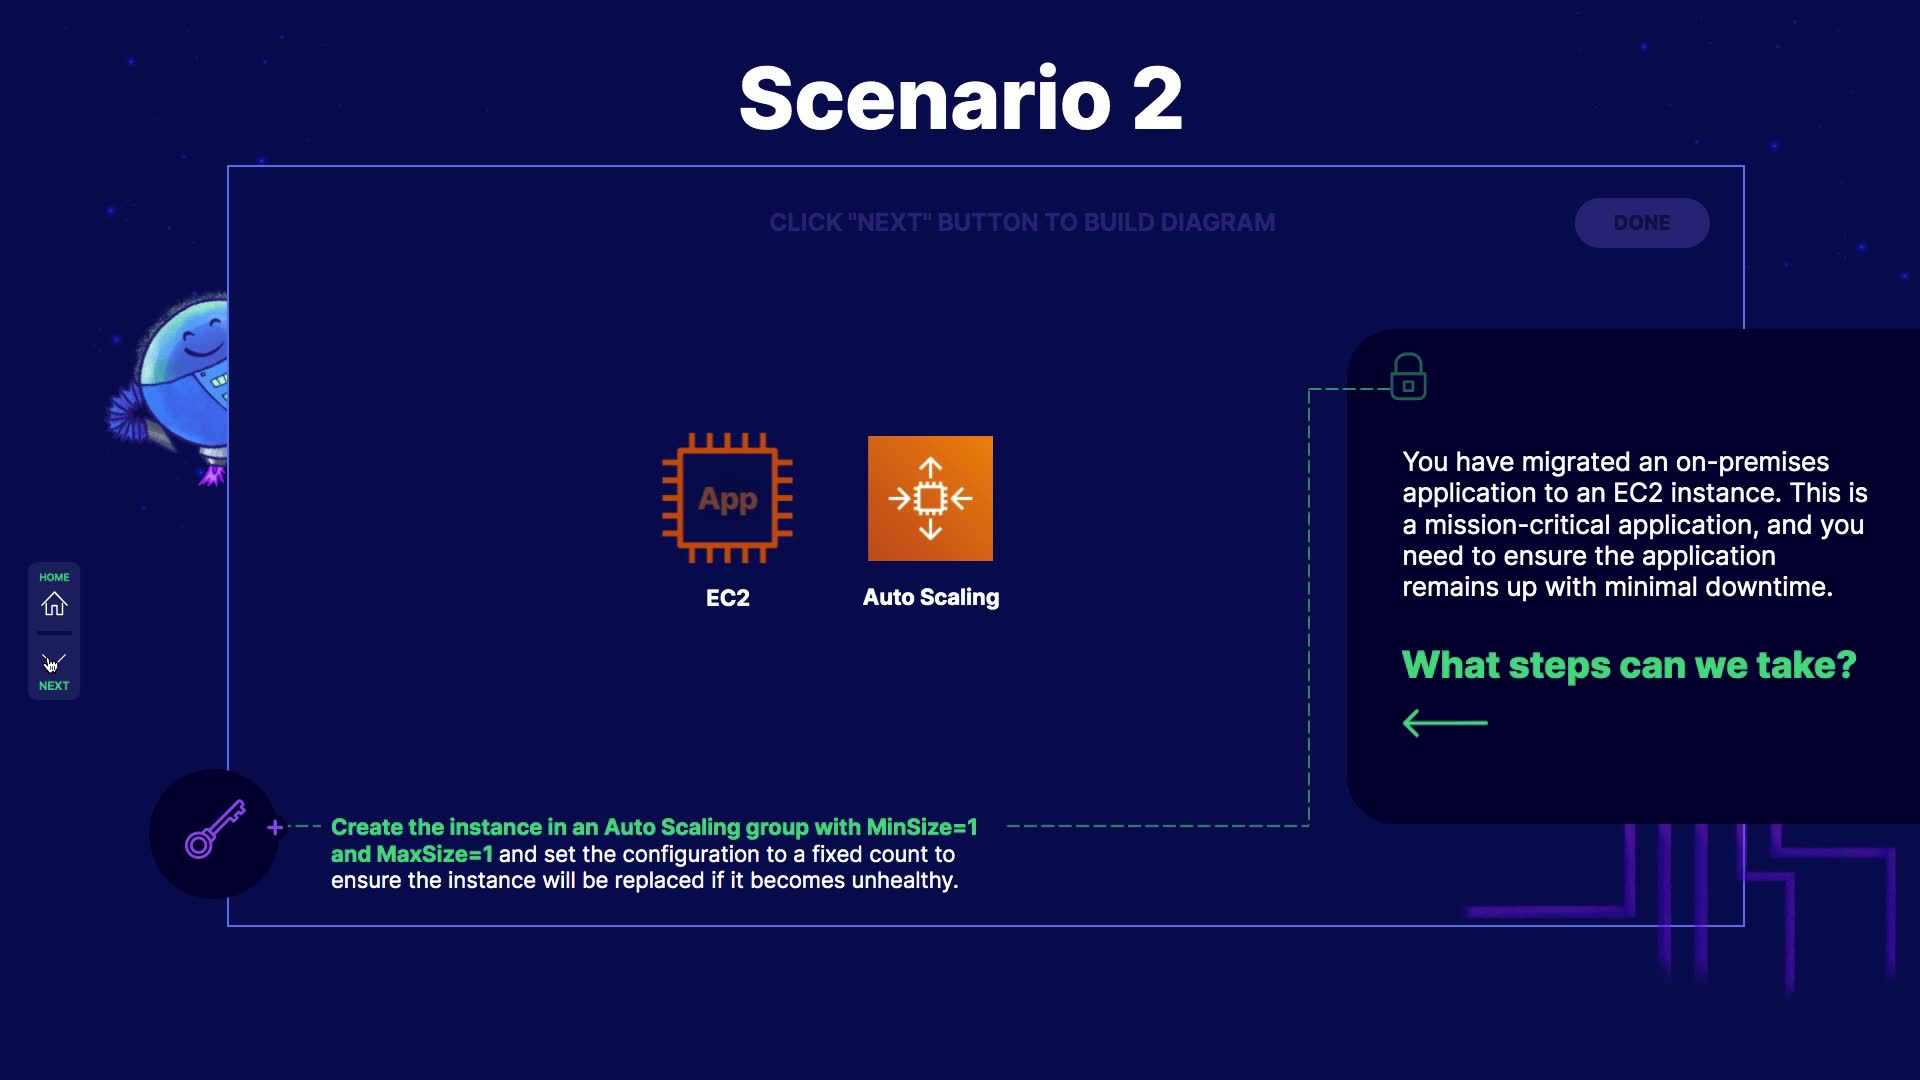 Scenario 2
CLICK "NEXT" BUTTON TO BUILD DIAGRAM
DONE
App
EC2
Auto Scaling
You have migrated an on-premises
application to an EC2 instance. This is
a mission-critical application, and you
need to ensure the application
remains up with minimal downtime.
What steps can we take?
HOME
NEXT
Create the instance in an Auto Scaling group with MinSize=1
and MaxSize=1 and set the configuration to a fixed count to
ensure the instance will be replaced if it becomes unhealthy.